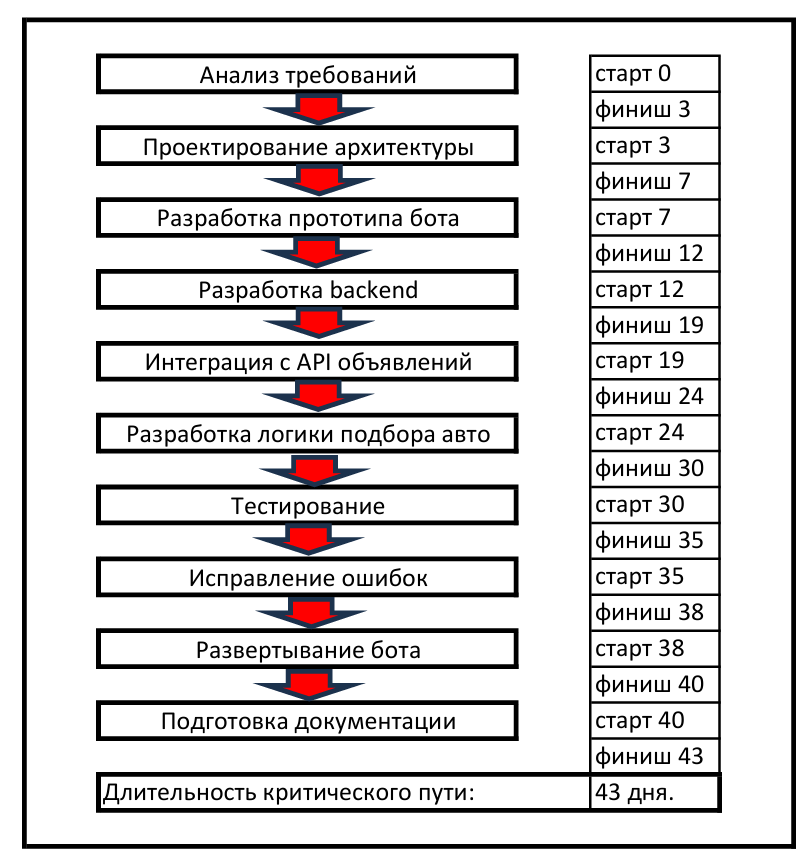 Анализ требований старт 0
финиш 3
Проектирование архитектуры старт 3
финиш 7
Разработка прототипа бота старт 7
финиш 12
Разработка backend старт 12
финиш 19
Интеграция с API объявлений старт 19
финиш 24
Разработка логики подбора авто старт 24
финиш 30
Тестирование старт 30
финиш 35
Исправление ошибок старт 35
финиш 38
Развертывание бота старт 38
финиш 40
Подготовка документации старт 40
финиш 43
Длительность критического пути: 43 дня.